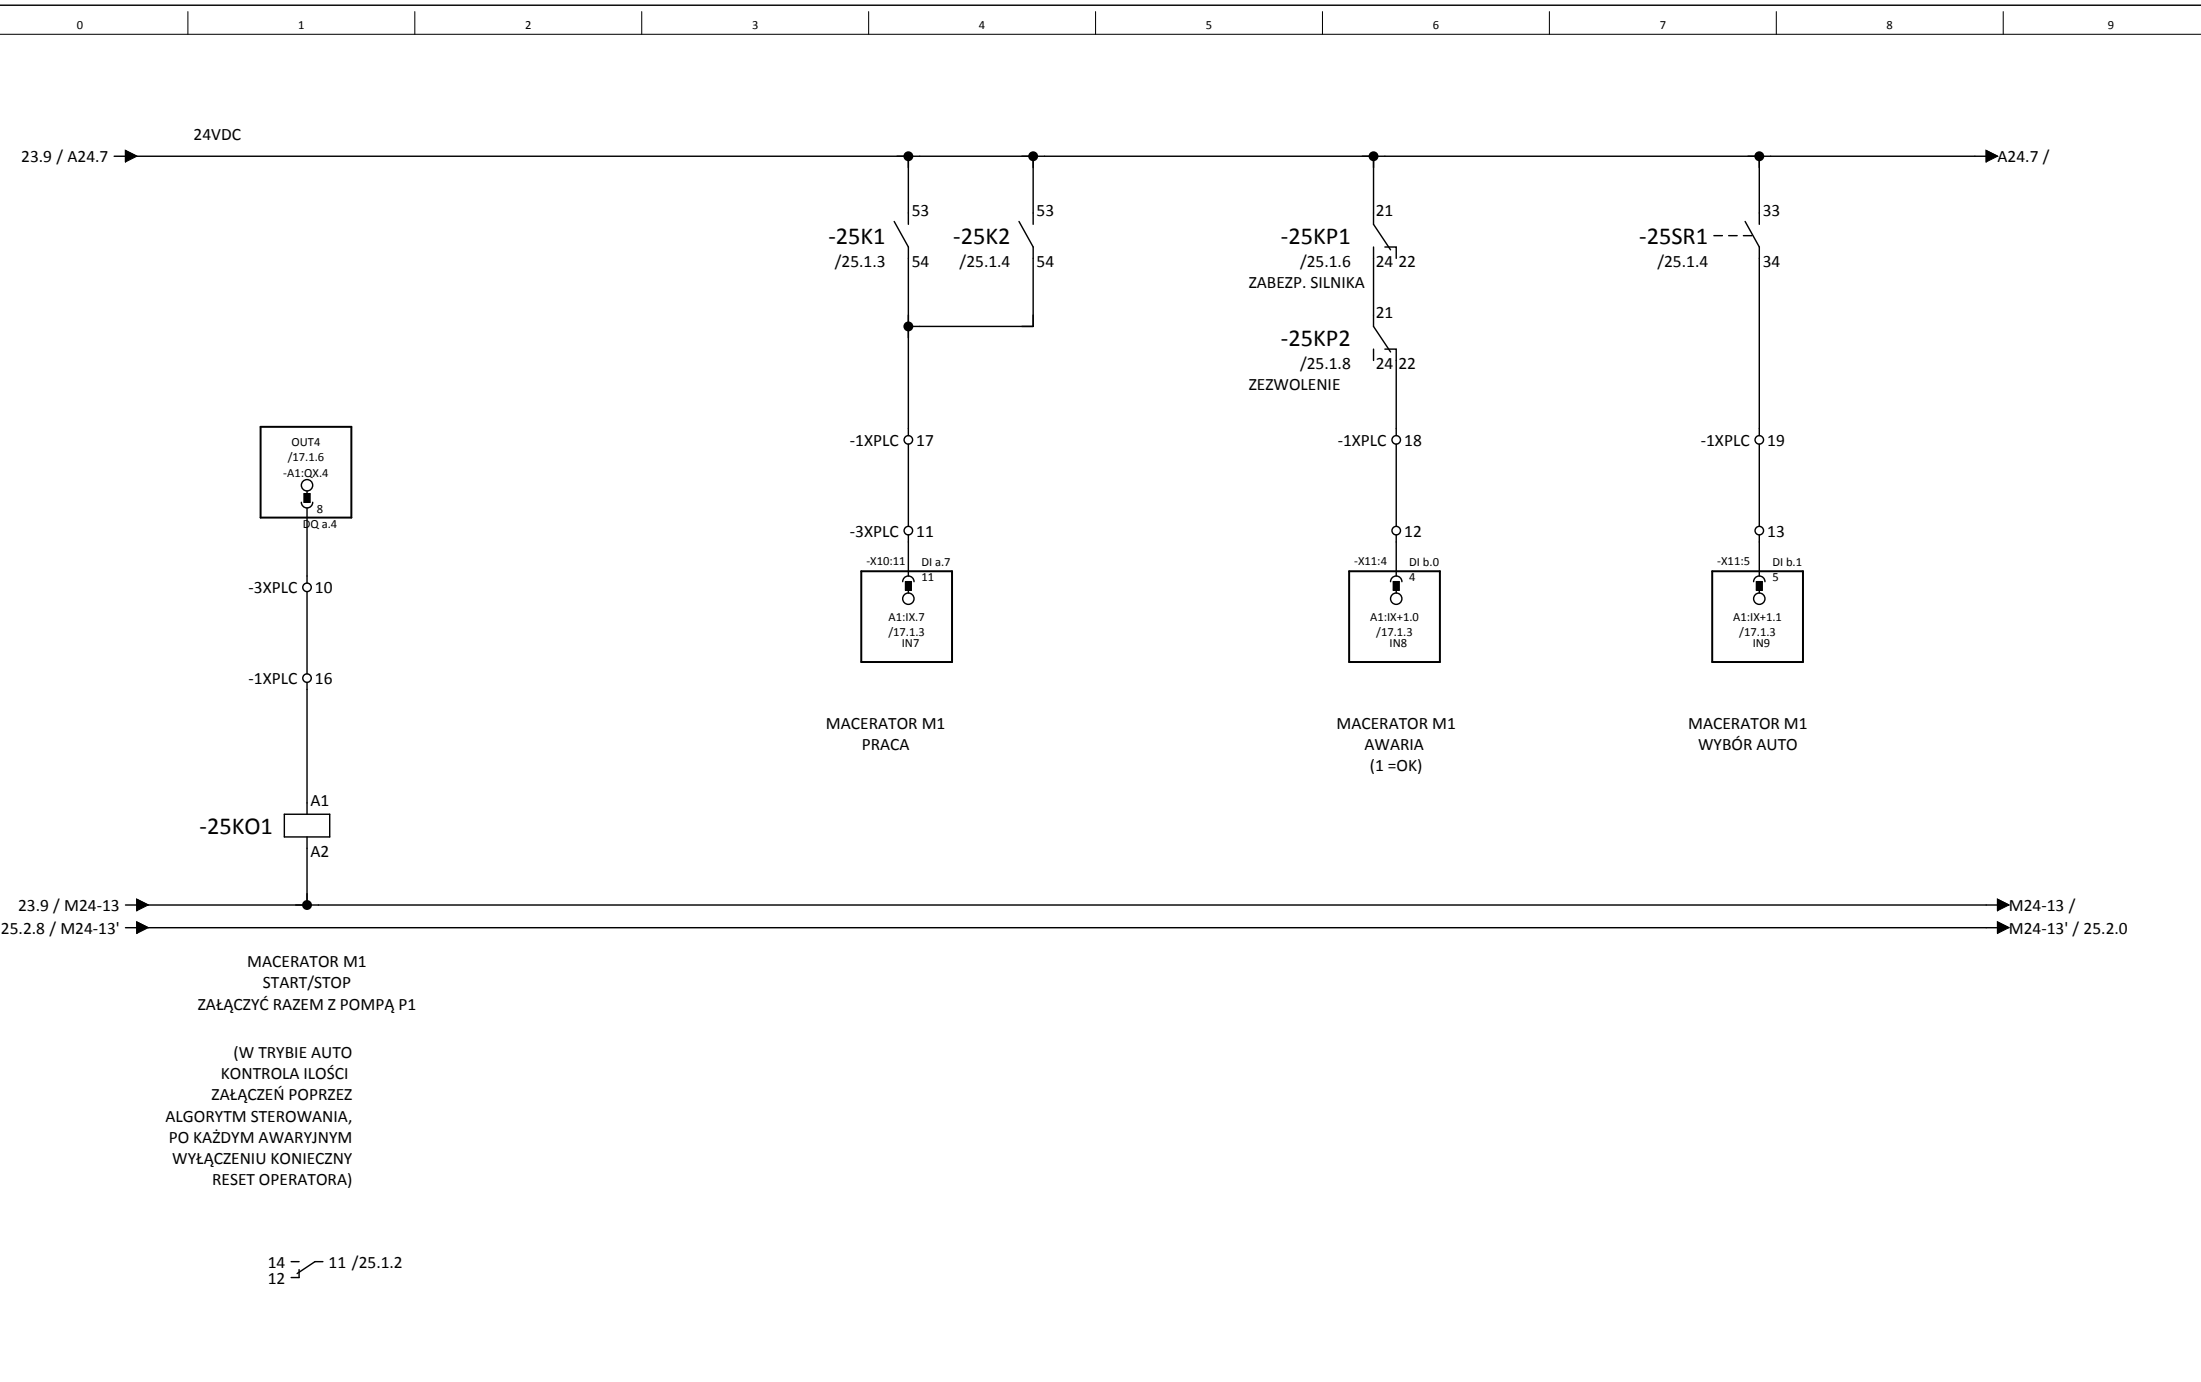 0 1 2 3 4 5 6 7 8 9
24VDC
23.9 / A24.7
A24.7 /
53
-25K1
/25.1.3
54
53
-25K2
/25.1.4
54
21
-25KP1
/25.1.6
24 22
ZABEZP. SILNIKA
21
-25KP2
/25.1.8
24 22
ZEZWOLENIE
33
-25SR1
/25.1.4
34
OUT4
/17.1.6
-A1:QX.4
8
DQ a.4
-3XPLC 10
-1XPLC 16
A1
-25KO1
A2
-1XPLC 17
-3XPLC 11
-X10:11 DI a.7
11
A1:IX.7
/17.1.3
IN7
MACERATOR M1
PRACA
-1XPLC 18
12
-X11:4 DI b.0
4
A1:IX+1.0
/17.1.3
IN8
MACERATOR M1
AWARIA
(1 =OK)
-1XPLC 19
13
-X11:5 DI b.1
5
A1:IX+1.1
/17.1.3
IN9
MACERATOR M1
WYBÓR AUTO
23.9 / M24-13
M24-13 /
25.2.8 / M24-13'
M24-13' / 25.2.0
MACERATOR M1
START/STOP
ZAŁĄCZYĆ RAZEM Z POMPĄ P1
(W TRYBIE AUTO
KONTROLA ILOŚCI
ZAŁĄCZEŃ POPRZEZ
ALGORYTM STEROWANIA,
PO KAŻDYM AWARYJNYM
WYŁĄCZENIU KONIECZNY
RESET OPERATORA)
14 11 /25.1.2
12